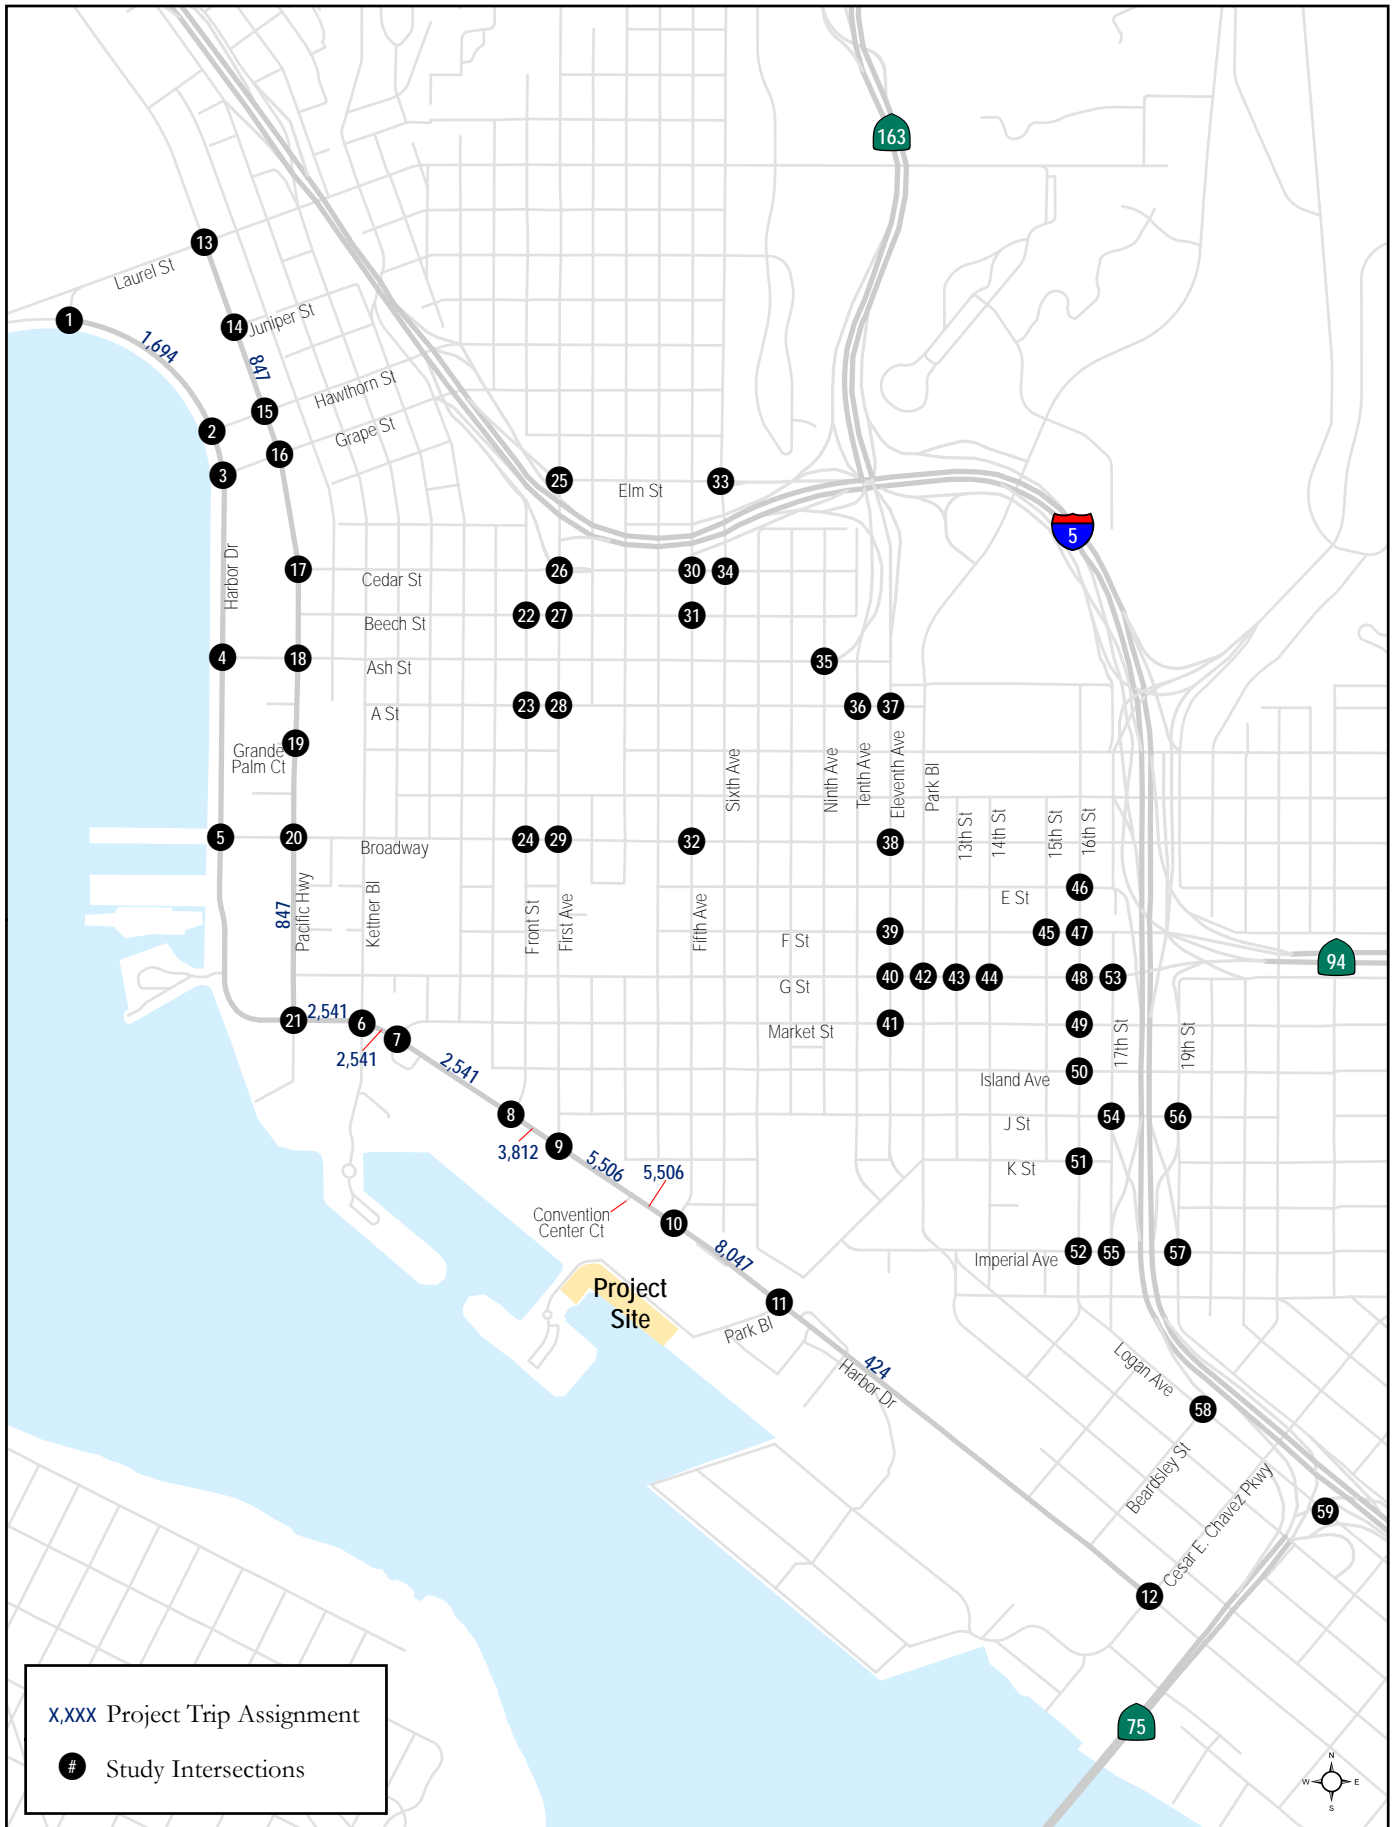 163
13
Laurel St
1
14
Juniper St
1,694
847
Hawthorn St
15
2
Grape St
16
3
25
Elm St
33
5
Harbor Dr
17
Cedar St
26
30
34
22
27
31
Beech St
4
18
Ash St
35
23
28
A St
36
37
19
Grande
Palm Ct
Sixth Ave
Ninth Ave
Tenth Ave
Eleventh Ave
Park Bl
13th St
14th St
15th St
16th St
5
20
Broadway
24
29
32
38
46
E St
847
Pacific Hwy
Kettner Bl
Front St
First Ave
Fifth Ave
39
F St
45
47
94
40
42
43
44
48
53
G St
21
2,541
6
7
2,541
Market St
41
49
17th St
19th St
2,541
50
Island Ave
8
3,812
9
54
56
J St
5,506
5,506
51
K St
Convention
Center Ct
10
8,047
52
55
57
Imperial Ave
Project
Site
11
Park Bl
424
Harbor Dr
Logan Ave
58
Beardsley St
Cesar E. Chavez Pkwy
59
12
75
X,XXX Project Trip Assignment
# Study Intersections
N
W E
S